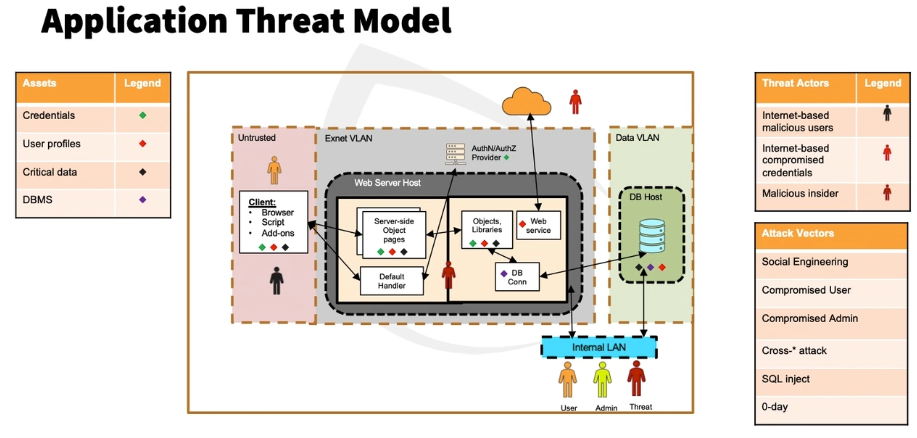 Application Threat Model
Assets Legend
Credentials
User profiles
Critical data
DBMS
Untrusted
Client:
• Browser
• Script
• Add-ons
Exnet VLAN
AuthN/AuthZ
Provider
Web Server Host
Server-side
Object
pages
Default
Handler
Objects,
Libraries
Web
service
DB
Conn
Data VLAN
DB Host
Internal LAN
User Admin Threat
Threat Actors Legend
Internet-based
malicious users
Internet-based
compromised
credentials
Malicious insider
Attack Vectors
Social Engineering
Compromised User
Compromised Admin
Cross-* attack
SQL inject
0-day